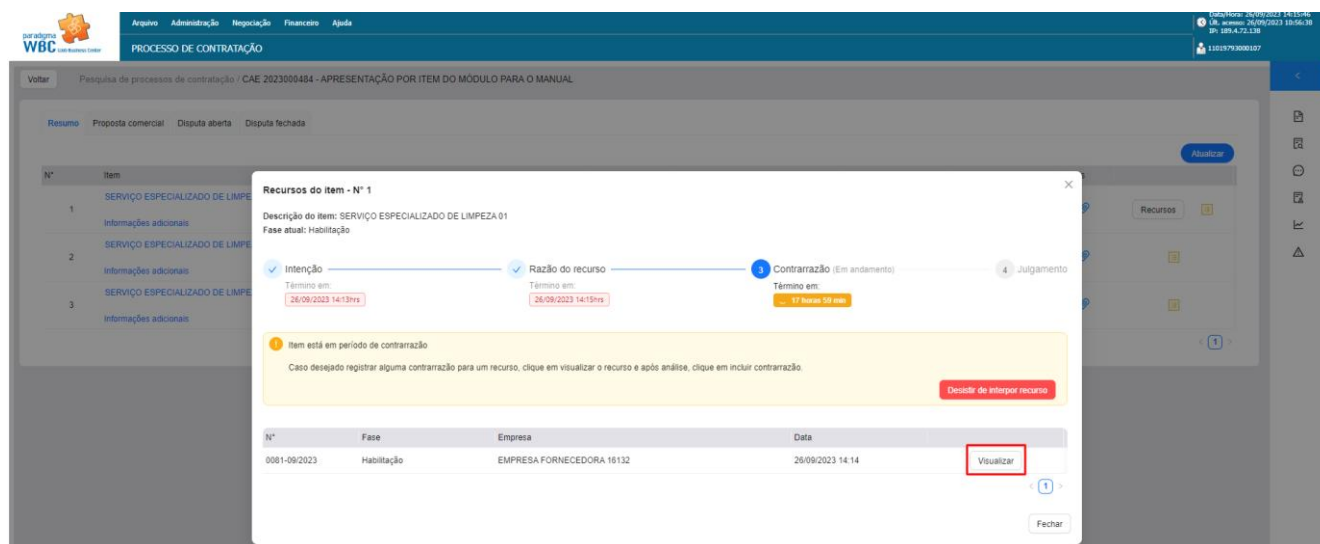 paradigma
WBC
Arquivo Administração Negociação Financeiro Ajuda
Data/Hora: 26/09/2023 14:15:46
Últ. acesso: 26/09/2023 10:56:38
IP: 189.4.72.138
PROCESSO DE CONTRATAÇÃO
11019793000107
Voltar Pesquisa de processos de contratação / CAE 2023000484 - APRESENTAÇÃO POR ITEM DO MÓDULO PARA O MANUAL
Resumo Proposta comercial Disputa aberta Disputa fechada
Atualizar
N° Item
1 SERVIÇO ESPECIALIZADO DE LIMPE
Informações adicionais
Recursos
2 SERVIÇO ESPECIALIZADO DE LIMPE
Informações adicionais
3 SERVIÇO ESPECIALIZADO DE LIMPE
Informações adicionais
< 1 >
Recursos do item - N° 1
Descrição do item: SERVIÇO ESPECIALIZADO DE LIMPEZA 01
Fase atual: Habilitação
Intenção Razão do recurso 3 Contrarrazão (Em andamento) 4 Julgamento
Término em: Término em: Término em:
26/09/2023 14:13hrs 26/09/2023 14:15hrs 17 horas 59 min
Item está em período de contrarrazão
Caso desejado registrar alguma contrarrazão para um recurso, clique em visualizar o recurso e após análise, clique em incluir contrarrazão.
Desistir de interpor recurso
N° Fase Empresa Data
0081-09/2023 Habilitação EMPRESA FORNECEDORA 16132 26/09/2023 14:14 Visualizar
< 1 >
Fechar